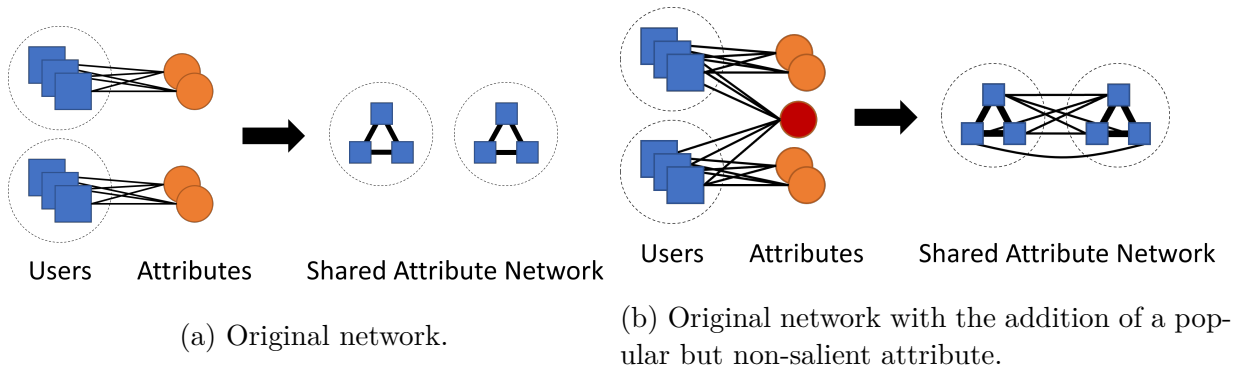 Users Attributes Shared Attribute Network
(a) Original network.
Users Attributes Shared Attribute Network
(b) Original network with the addition of a pop-
ular but non-salient attribute.